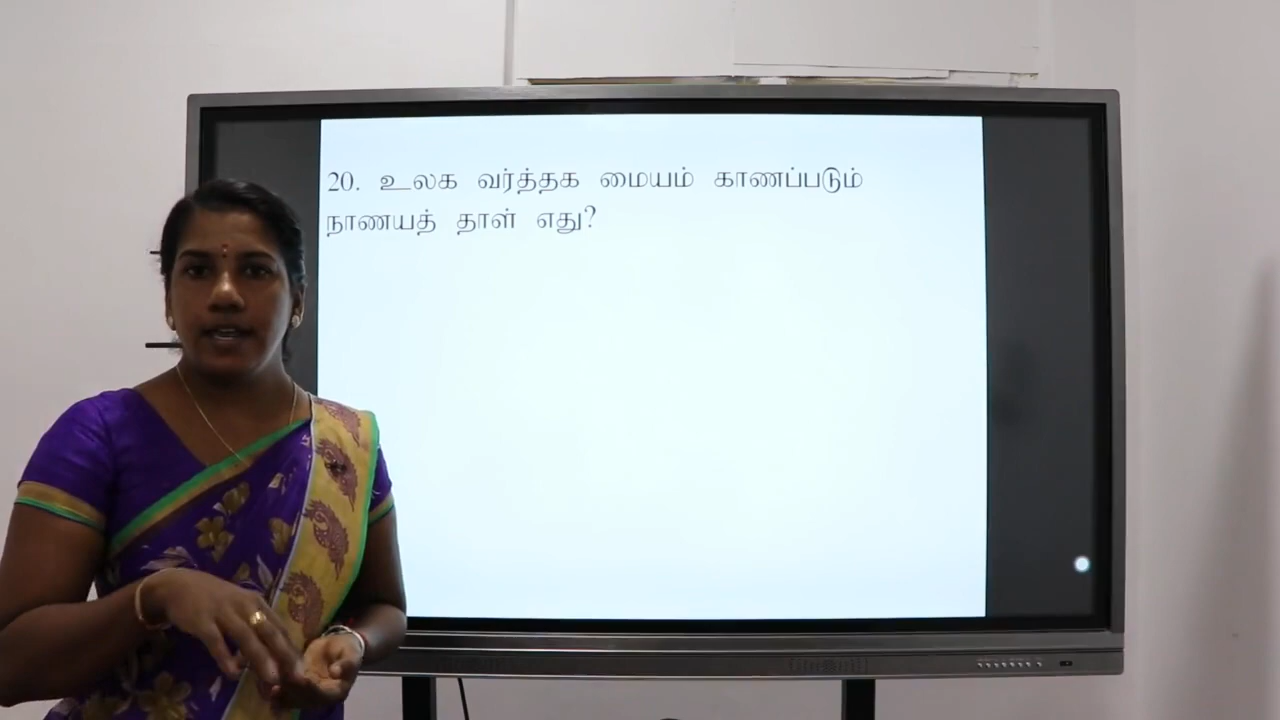 20. உலக வர்த்தக மையம் காணப்படும்
நாணயத் தாள் எது?